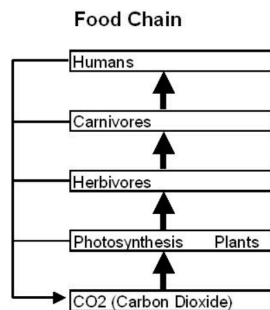 Food Chain
Humans
Carnivores
Herbivores
Photosynthesis Plants
CO2 (Carbon Dioxide)